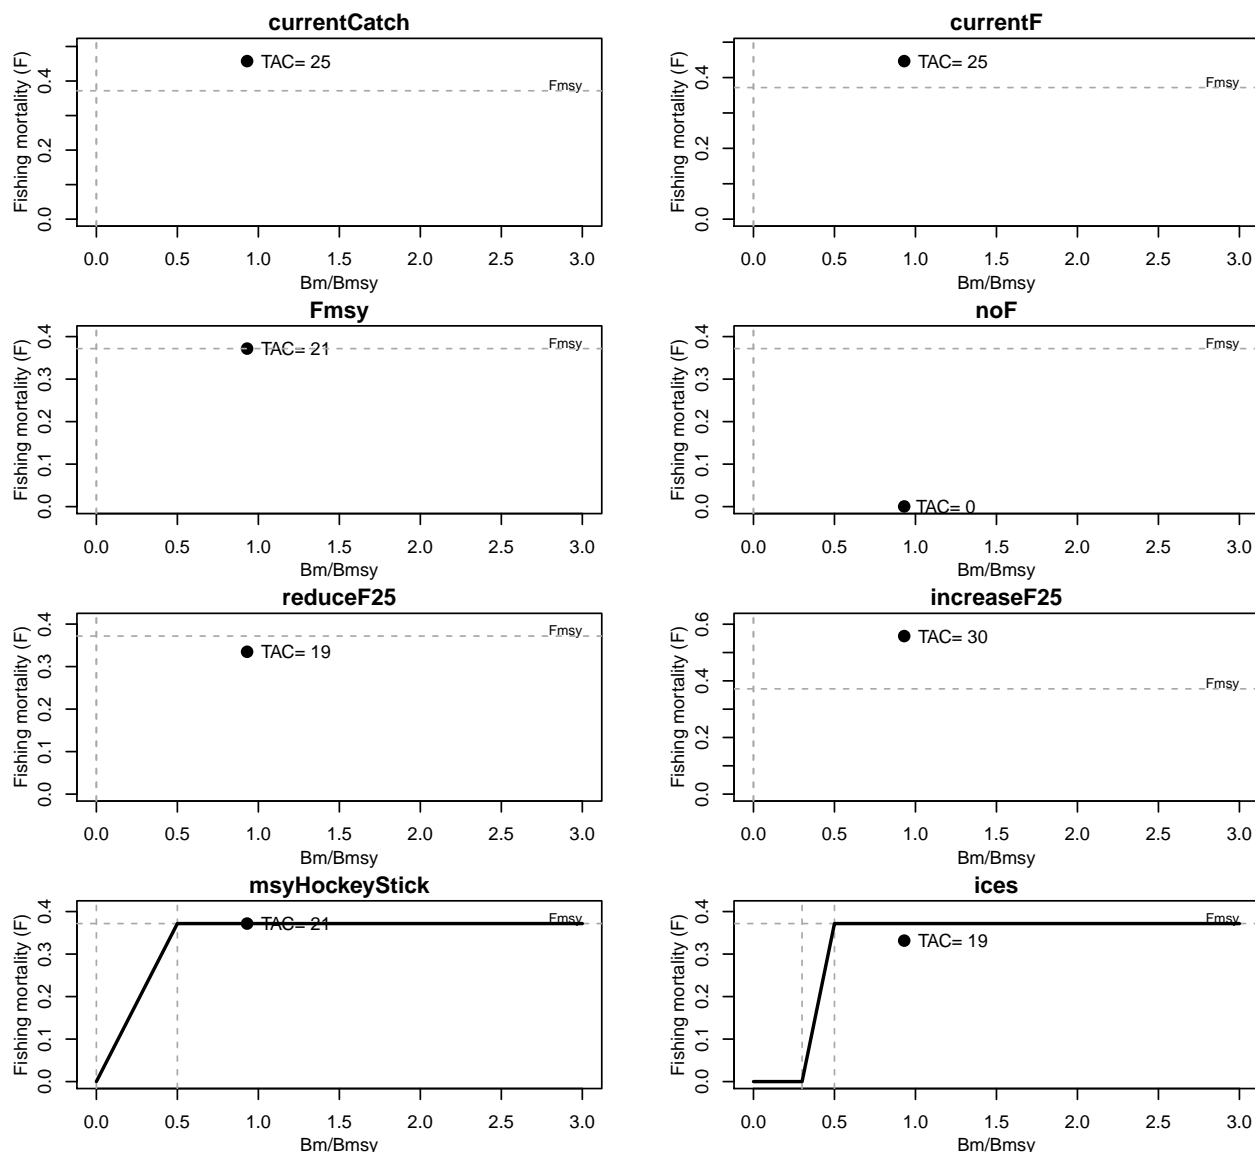 currentCatch
Fishing mortality (F)
0.0 0.2 0.4
TAC= 25
Fmsy
0.0 0.5 1.0 1.5 2.0 2.5 3.0
Bm/Bmsy
currentF
Fishing mortality (F)
0.0 0.2 0.4
TAC= 25
Fmsy
0.0 0.5 1.0 1.5 2.0 2.5 3.0
Bm/Bmsy
Fmsy
Fishing mortality (F)
0.0 0.1 0.2 0.3 0.4
TAC= 21
Fmsy
0.0 0.5 1.0 1.5 2.0 2.5 3.0
Bm/Bmsy
noF
Fishing mortality (F)
0.0 0.1 0.2 0.3 0.4
Fmsy
TAC= 0
0.0 0.5 1.0 1.5 2.0 2.5 3.0
Bm/Bmsy
reduceF25
Fishing mortality (F)
0.0 0.1 0.2 0.3 0.4
Fmsy
TAC= 19
0.0 0.5 1.0 1.5 2.0 2.5 3.0
Bm/Bmsy
increaseF25
Fishing mortality (F)
0.0 0.2 0.4 0.6
TAC= 30
Fmsy
0.0 0.5 1.0 1.5 2.0 2.5 3.0
Bm/Bmsy
msyHockeyStick
Fishing mortality (F)
0.0 0.1 0.2 0.3 0.4
TAC= 21
Fmsy
0.0 0.5 1.0 1.5 2.0 2.5 3.0
Bm/Bmsy
ices
Fishing mortality (F)
0.0 0.1 0.2 0.3 0.4
Fmsy
TAC= 19
0.0 0.5 1.0 1.5 2.0 2.5 3.0
Bm/Bmsy